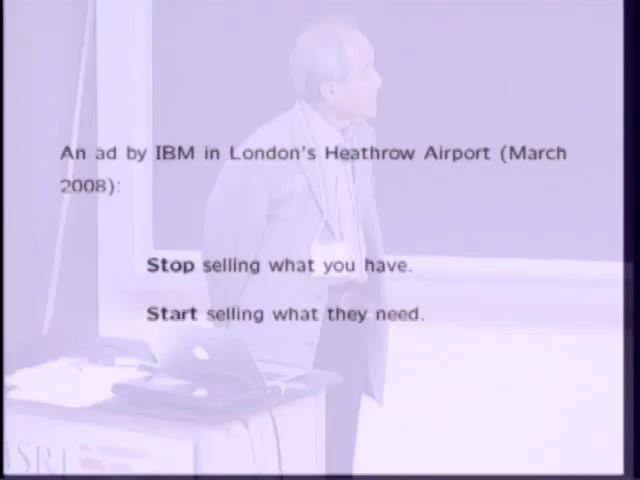 An ad by IBM in London's Heathrow Airport (March
2008):
Stop selling what you have.
Start selling what they need.